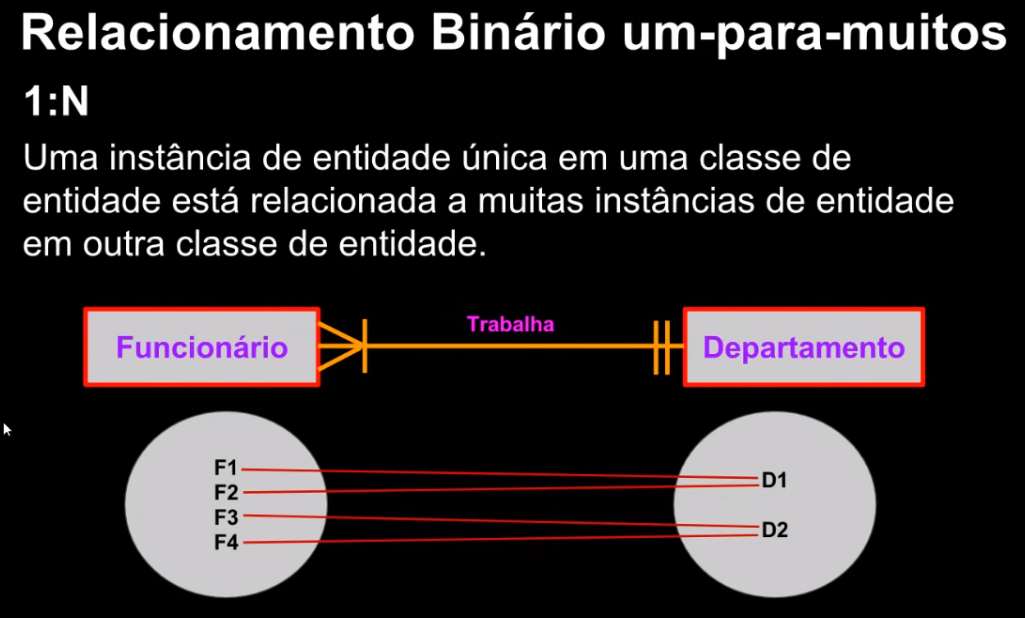 Relacionamento Binário um-para-muitos
1:N
Uma instância de entidade única em uma classe de
entidade está relacionada a muitas instâncias de entidade
em outra classe de entidade.
Trabalha
Funcionário
Departamento
F1
F2
F3
F4
D1
D2